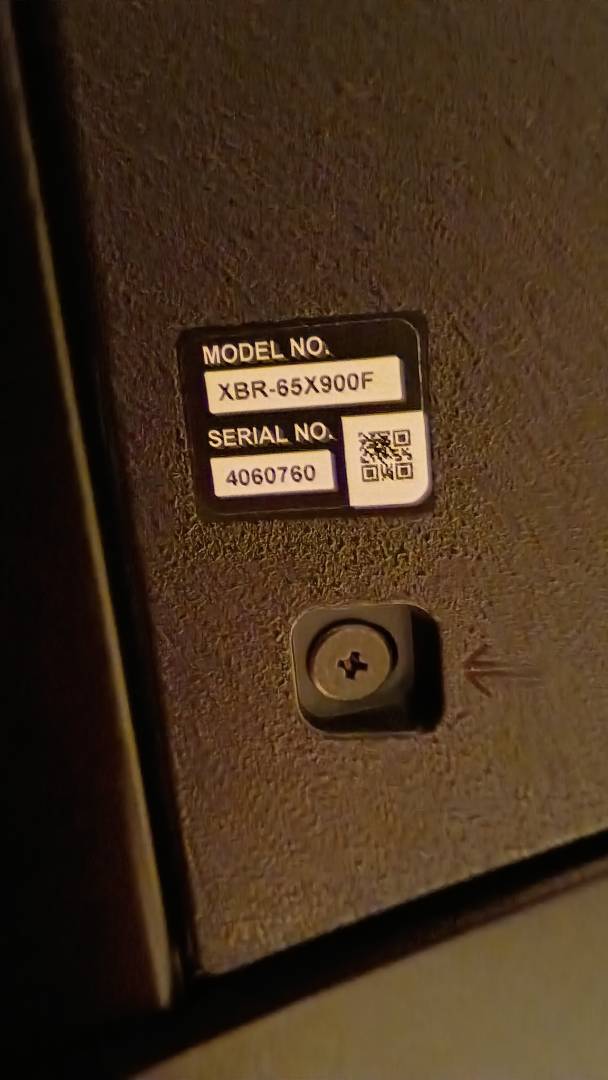 MODEL NO.
XBR-65X900F
SERIAL NO.
4060760